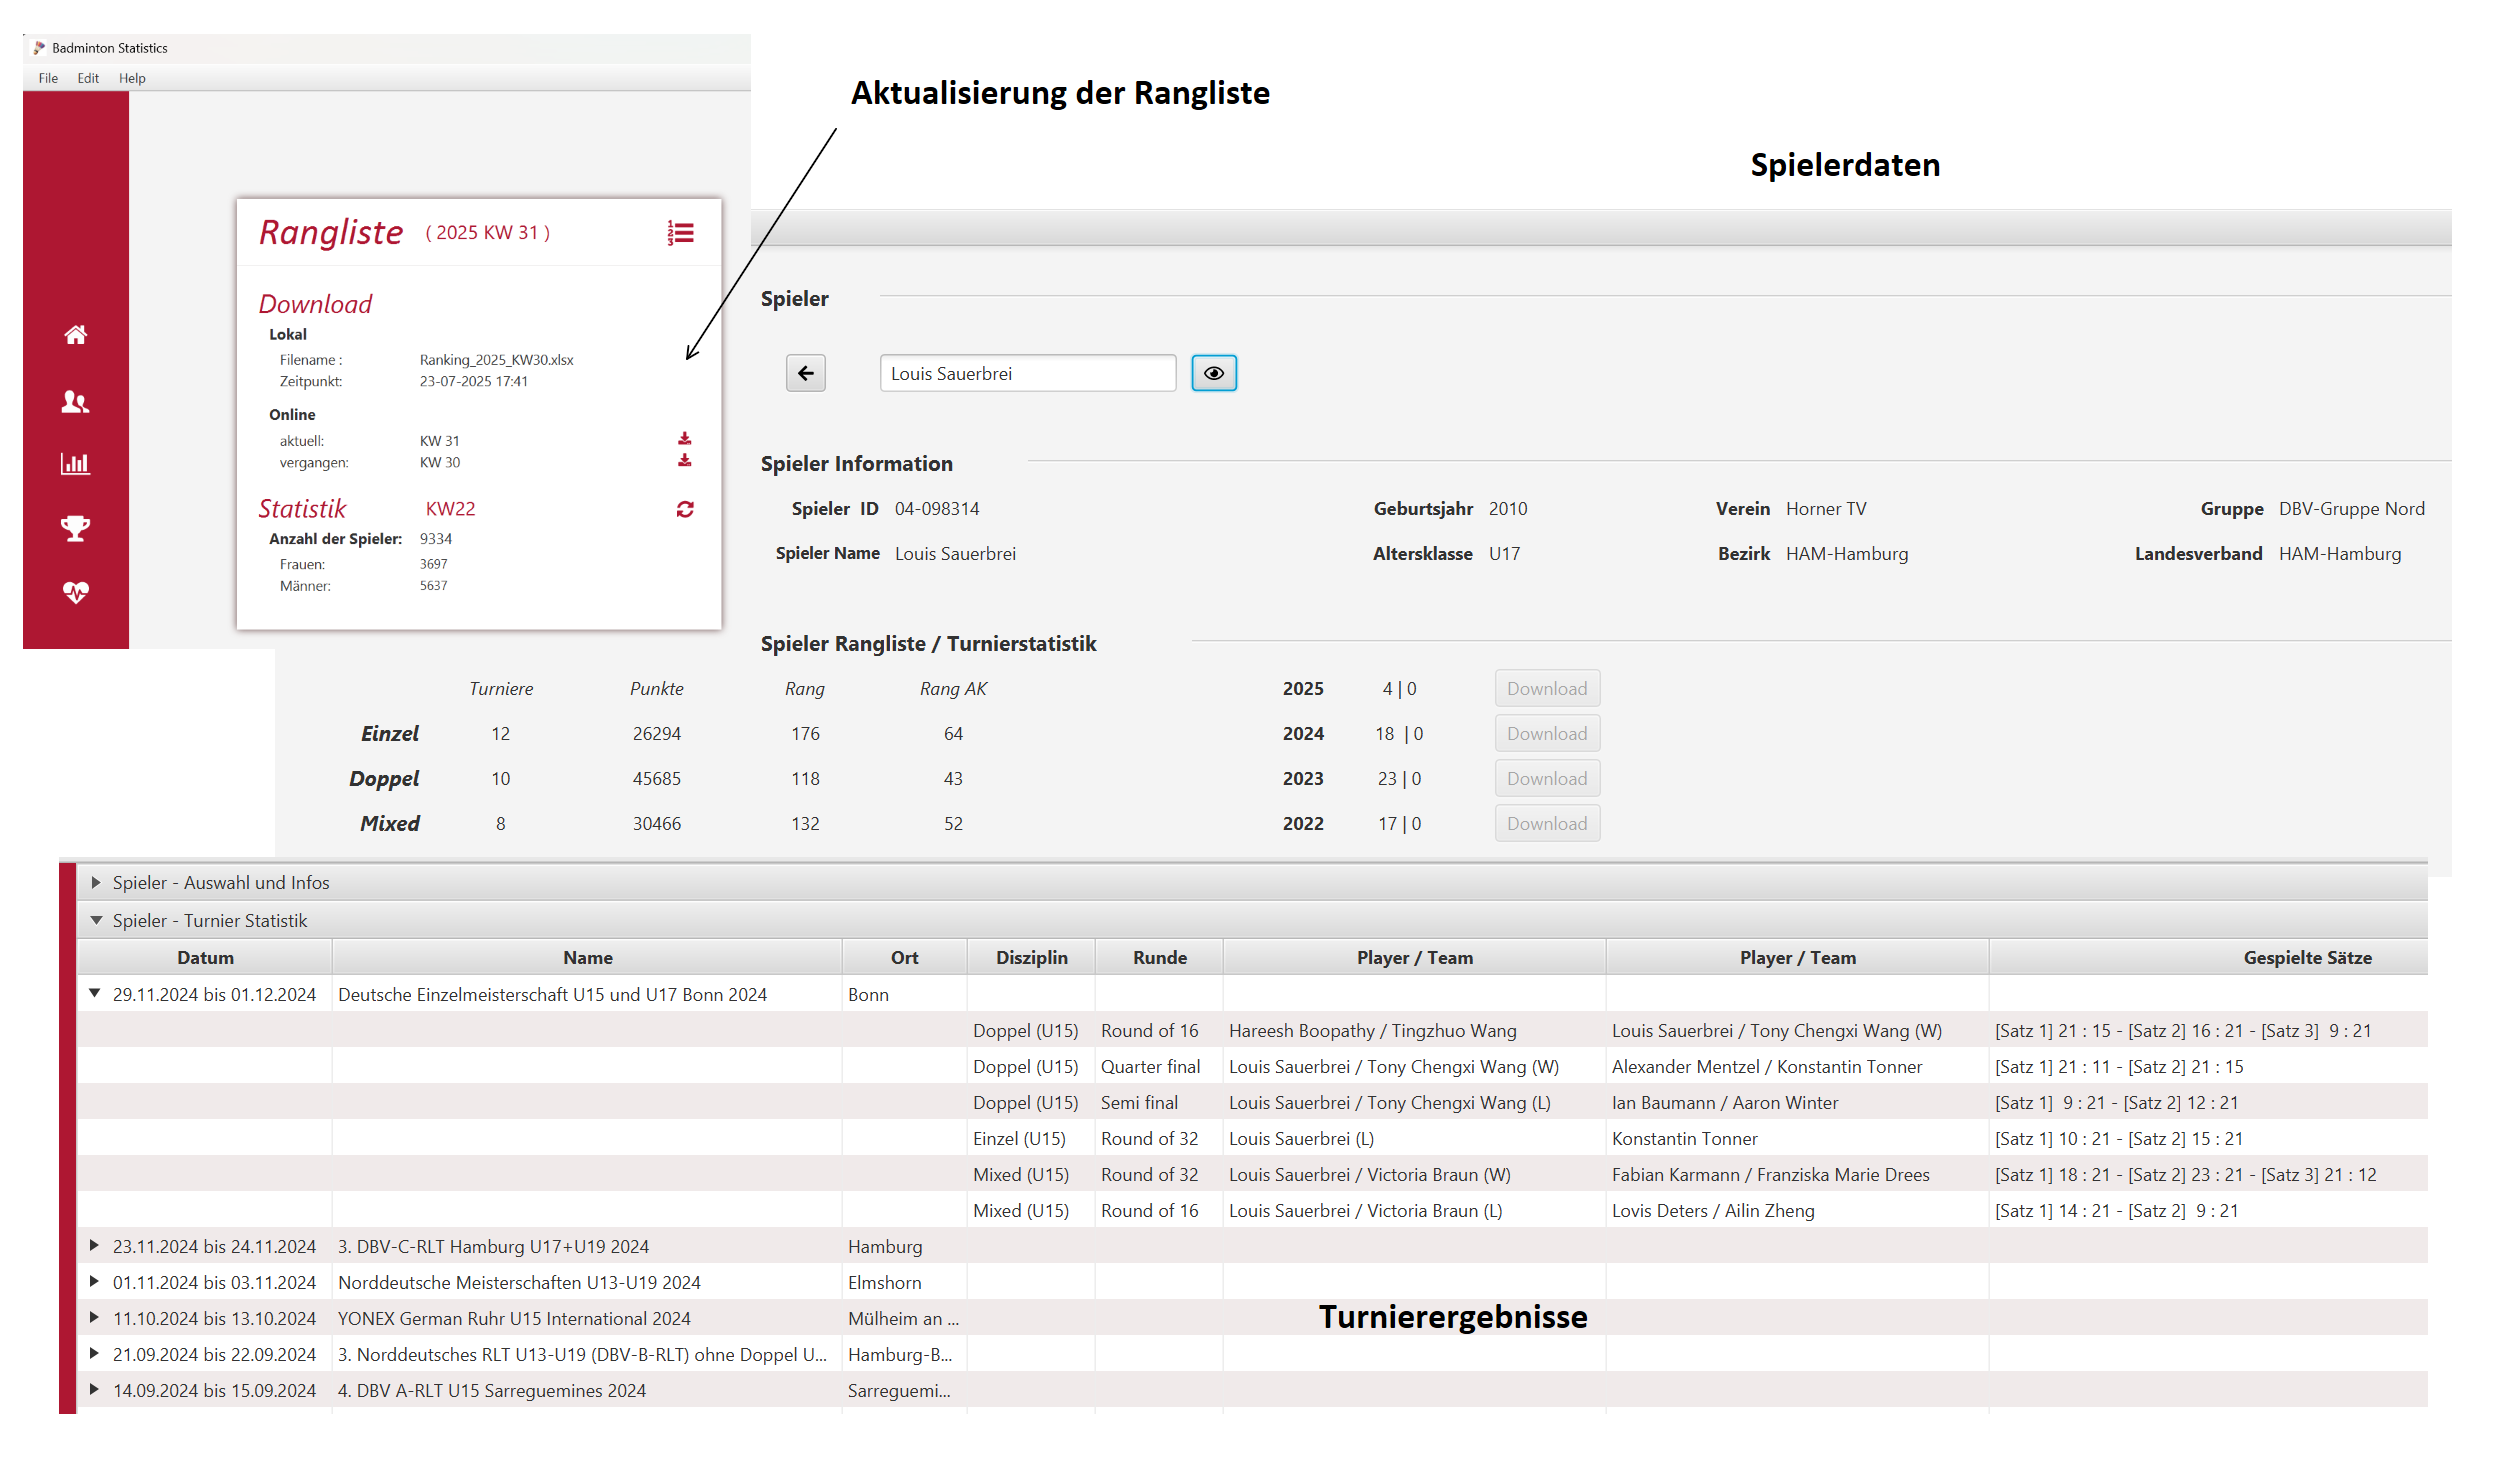 Badminton Statistics
File Edit Help
Aktualisierung der Rangliste
Spielerdaten
Rangliste ( 2025 KW 31 )
Download
Lokal
Filename : Ranking_2025_KW30.xlsx
Zeitpunkt: 23-07-2025 17:41
Online
aktuell: KW 31
vergangen: KW 30
Statistik KW22
Anzahl der Spieler: 9334
Frauen: 3697
Männer: 5637
Spieler
Louis Sauerbrei
Spieler Information
Spieler ID 04-098314 Geburtsjahr 2010 Verein Horner TV Gruppe DBV-Gruppe Nord
Spieler Name Louis Sauerbrei Altersklasse U17 Bezirk HAM-Hamburg Landesverband HAM-Hamburg
Spieler Rangliste / Turnierstatistik
Turniere Punkte Rang Rang AK 2025 4 | 0 Download
Einzel 12 26294 176 64 2024 18 | 0 Download
Doppel 10 45685 118 43 2023 23 | 0 Download
Mixed 8 30466 132 52 2022 17 | 0 Download
Spieler - Auswahl und Infos
Spieler - Turnier Statistik
Datum Name Ort Disziplin Runde Player / Team Player / Team Gespielte Sätze
29.11.2024 bis 01.12.2024 Deutsche Einzelmeisterschaft U15 und U17 Bonn 2024 Bonn
Doppel (U15) Round of 16 Hareesh Boopathy / Tingzhuo Wang Louis Sauerbrei / Tony Chengxi Wang (W) [Satz 1] 21 : 15 - [Satz 2] 16 : 21 - [Satz 3] 9 : 21
Doppel (U15) Quarter final Louis Sauerbrei / Tony Chengxi Wang (W) Alexander Mentzel / Konstantin Tonner [Satz 1] 21 : 11 - [Satz 2] 21 : 15
Doppel (U15) Semi final Louis Sauerbrei / Tony Chengxi Wang (L) Ian Baumann / Aaron Winter [Satz 1] 9 : 21 - [Satz 2] 12 : 21
Einzel (U15) Round of 32 Louis Sauerbrei (L) Konstantin Tonner [Satz 1] 10 : 21 - [Satz 2] 15 : 21
Mixed (U15) Round of 32 Louis Sauerbrei / Victoria Braun (W) Fabian Karmann / Franziska Marie Drees [Satz 1] 18 : 21 - [Satz 2] 23 : 21 - [Satz 3] 21 : 12
Mixed (U15) Round of 16 Louis Sauerbrei / Victoria Braun (L) Lovis Deters / Ailin Zheng [Satz 1] 14 : 21 - [Satz 2] 9 : 21
23.11.2024 bis 24.11.2024 3. DBV-C-RLT Hamburg U17+U19 2024 Hamburg
01.11.2024 bis 03.11.2024 Norddeutsche Meisterschaften U13-U19 2024 Elmshorn
11.10.2024 bis 13.10.2024 YONEX German Ruhr U15 International 2024 Mülheim an ...
Turnierergebnisse
21.09.2024 bis 22.09.2024 3. Norddeutsches RLT U13-U19 (DBV-B-RLT) ohne Doppel U... Hamburg-B...
14.09.2024 bis 15.09.2024 4. DBV A-RLT U15 Sarreguemines 2024 Sarreguemi...